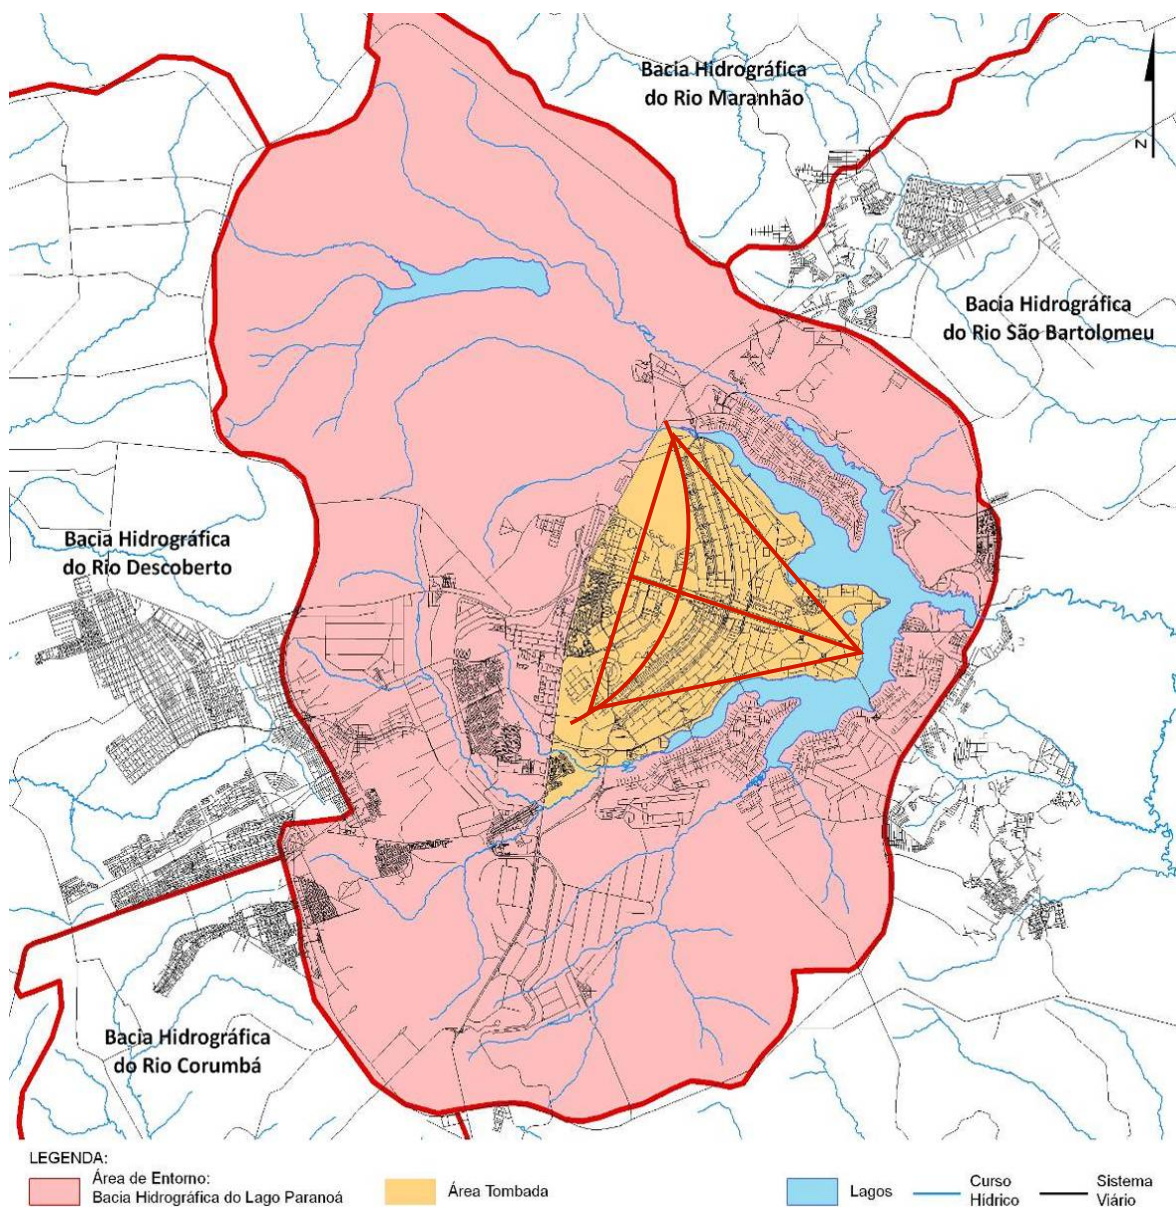 Bacia Hidrográfica
do Rio Maranhão
N
Bacia Hidrográfica
do Rio São Bartolomeu
Bacia Hidrográfica
do Rio Descoberto
Bacia Hidrográfica
do Rio Corumbá
LEGENDA:
Área de Entorno:
Bacia Hidrográfica do Lago Paranoá
Área Tombada
Lagos
Curso
Hídrico
Sistema
Viário